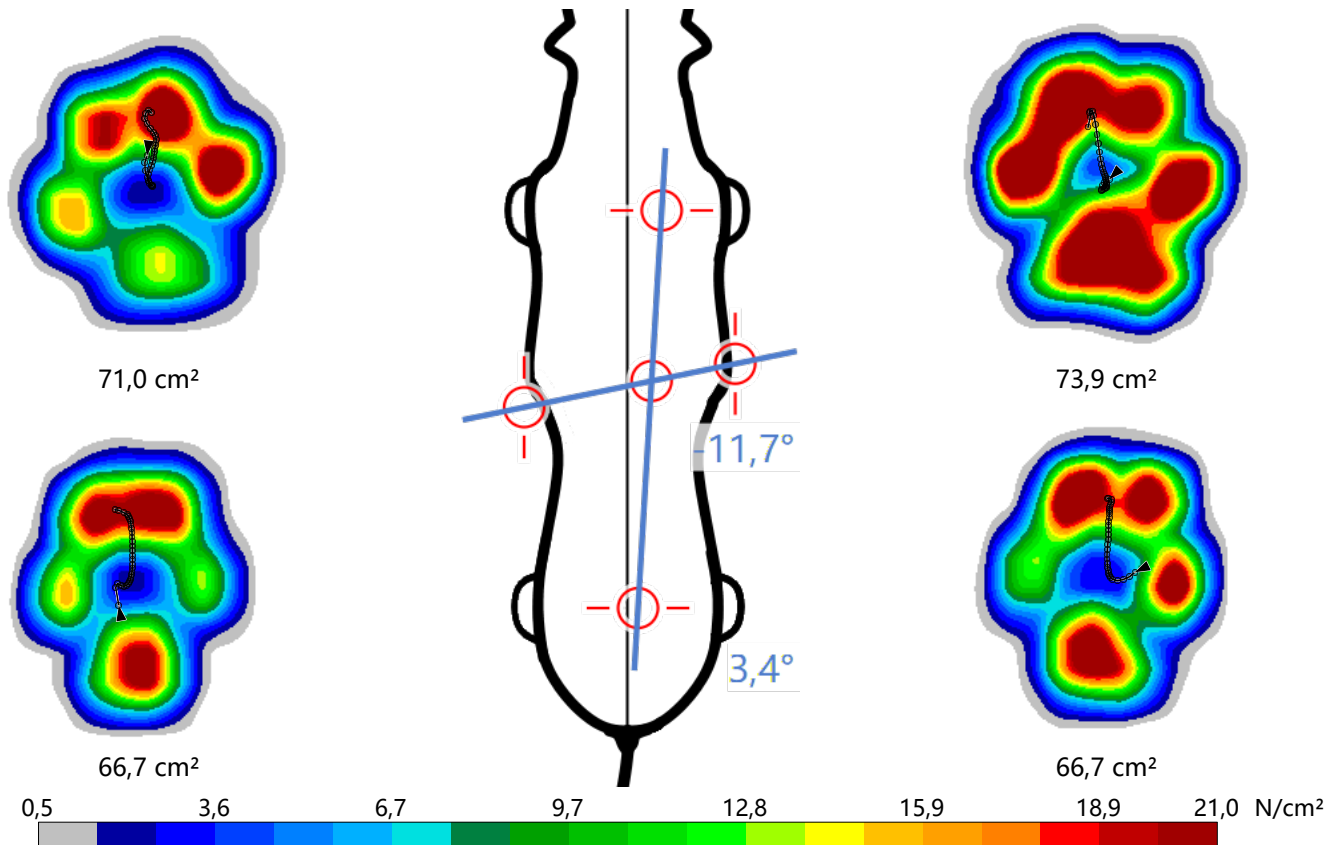 71,0 cm²
73,9 cm²
-11,7°
3,4°
66,7 cm²
66,7 cm²
0,5 3,6 6,7 9,7 12,8 15,9 18,9 21,0 N/cm²